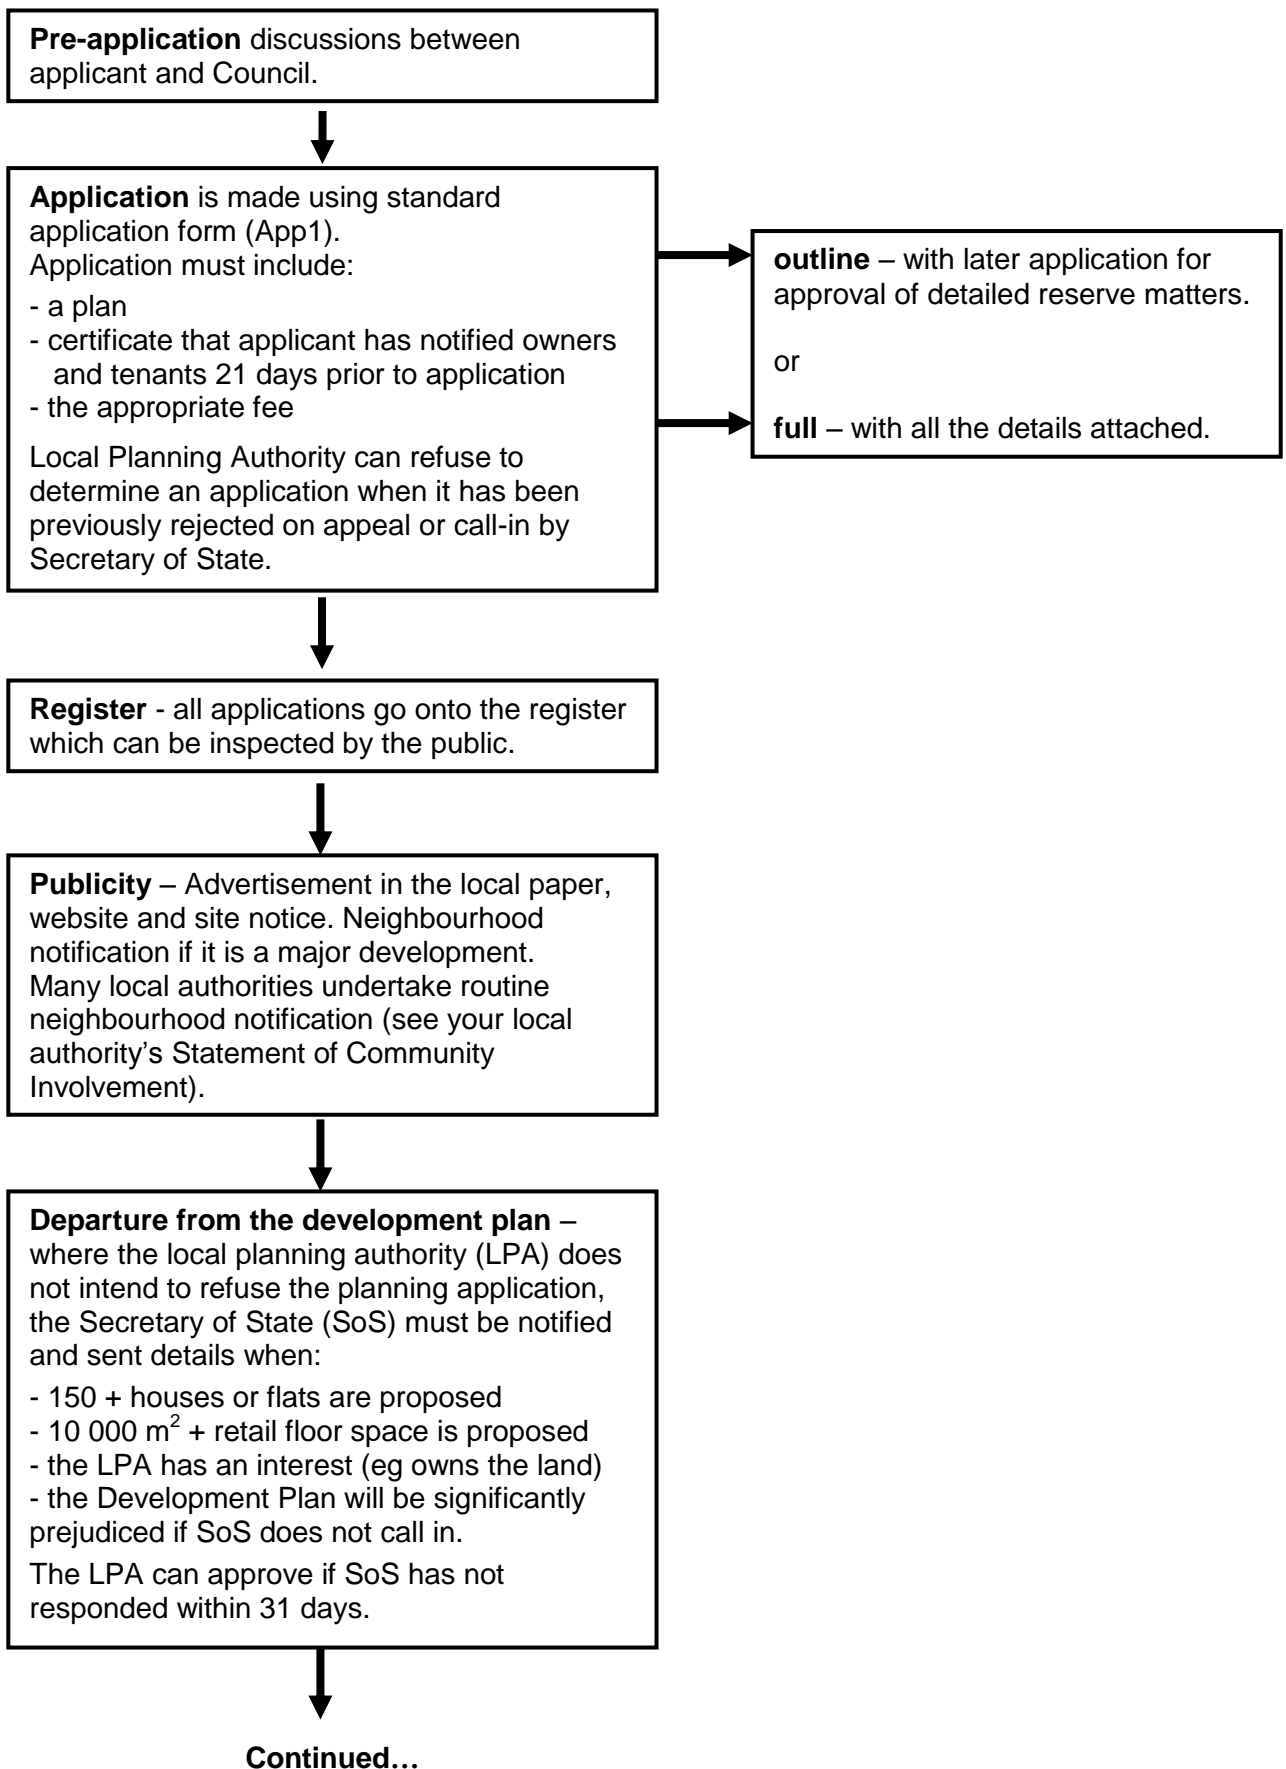 Pre-application discussions between
applicant and Council.
Application is made using standard
application form (App1).
Application must include:
- a plan
- certificate that applicant has notified owners
and tenants 21 days prior to application
- the appropriate fee
Local Planning Authority can refuse to
determine an application when it has been
previously rejected on appeal or call-in by
Secretary of State.
outline – with later application for
approval of detailed reserve matters.
or
full – with all the details attached.
Register - all applications go onto the register
which can be inspected by the public.
Publicity – Advertisement in the local paper,
website and site notice. Neighbourhood
notification if it is a major development.
Many local authorities undertake routine
neighbourhood notification (see your local
authority’s Statement of Community
Involvement).
Departure from the development plan –
where the local planning authority (LPA) does
not intend to refuse the planning application,
the Secretary of State (SoS) must be notified
and sent details when:
- 150 + houses or flats are proposed
- 10 000 m² + retail floor space is proposed
- the LPA has an interest (eg owns the land)
- the Development Plan will be significantly
prejudiced if SoS does not call in.
The LPA can approve if SoS has not
responded within 31 days.
Continued…